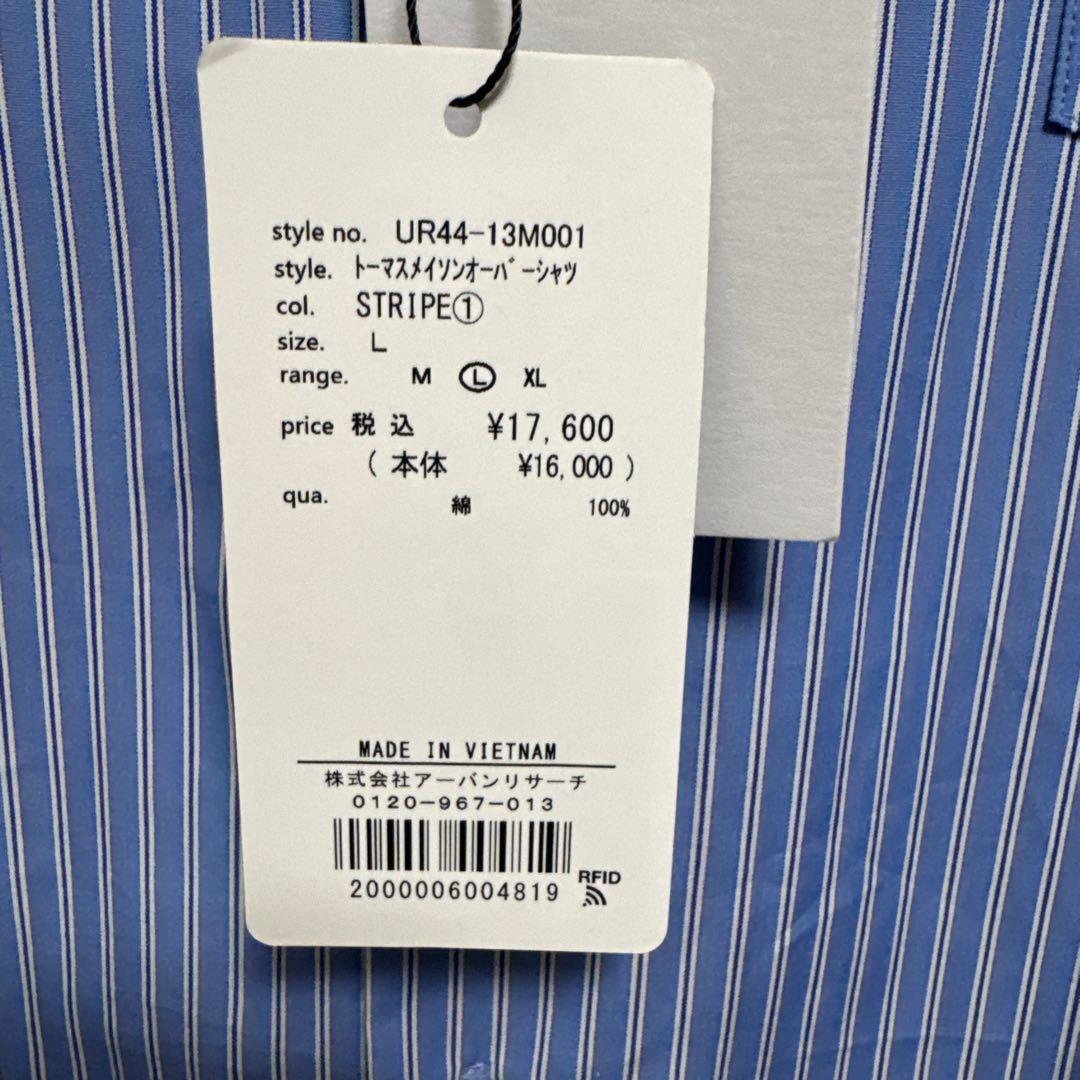 style no. UR44-13M001
style. ﾄｰﾏｽﾒｲｿﾝｵｰﾊﾞｰｼｬﾂ
col. STRIPE①
size. L
range. M Ⓛ XL
price 税込 ¥17,600
( 本体 ¥16,000 )
qua. 綿 100%
MADE IN VIETNAM
株式会社アーバンリサーチ
0120-967-013
RFID
2000006004819